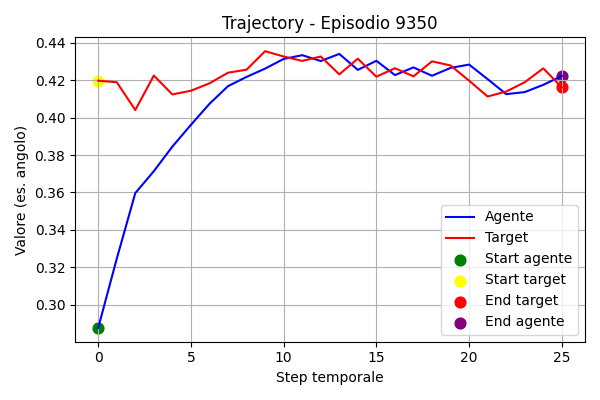 Trajectory - Episodio 9350
Valore (es. angolo)
0.44
0.42
0.40
0.38
0.36
0.34
0.32
0.30
Agente
Target
Start agente
Start target
End target
End agente
0 5 10 15 20 25
Step temporale